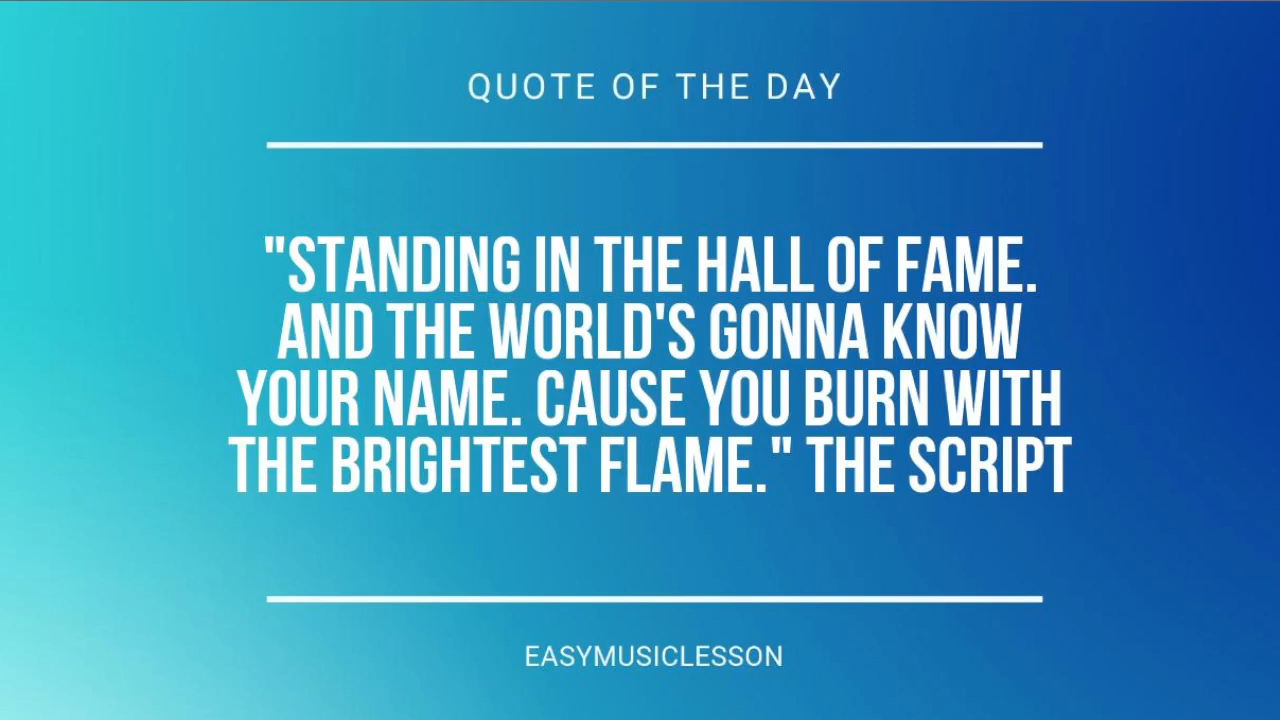 QUOTE OF THE DAY
"STANDING IN THE HALL OF FAME.
AND THE WORLD'S GONNA KNOW
YOUR NAME. CAUSE YOU BURN WITH
THE BRIGHTEST FLAME." THE SCRIPT
EASYMUSICLESSON